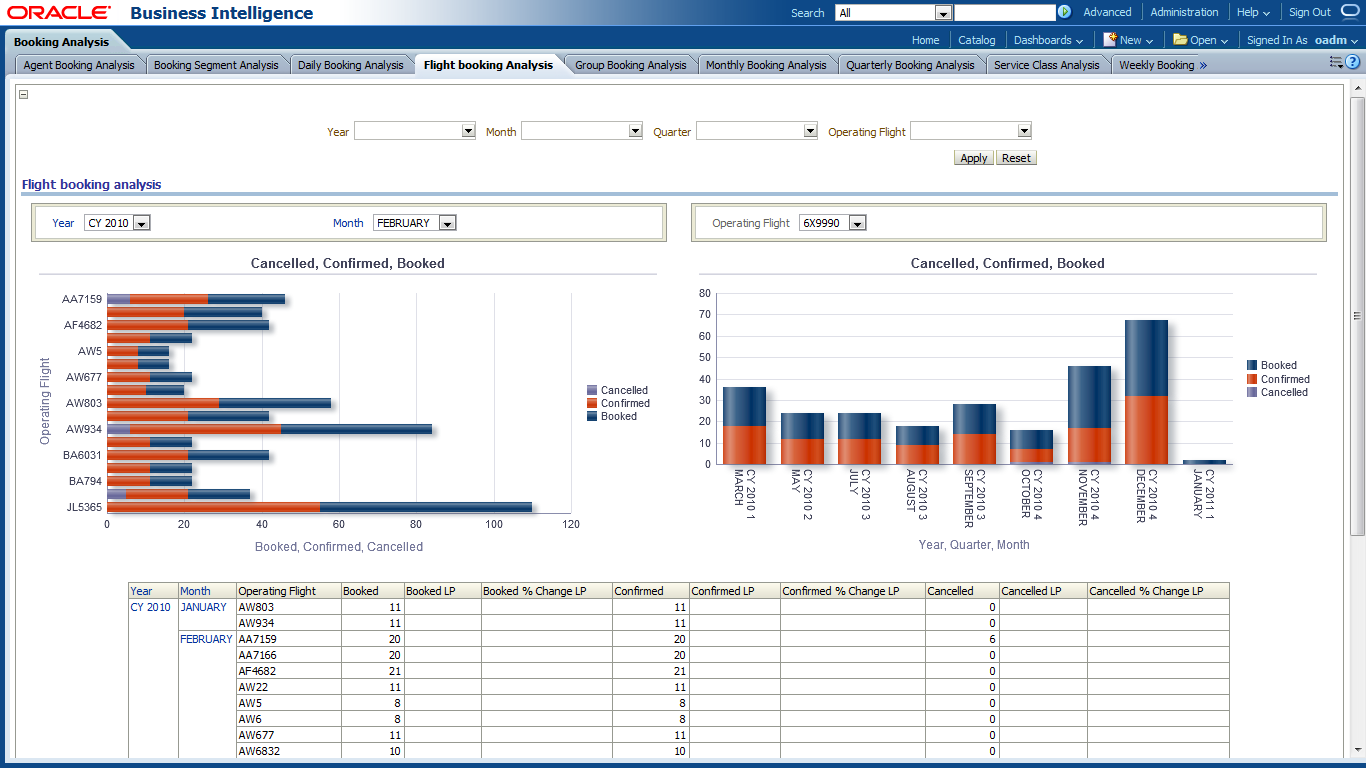 ORACLE Business Intelligence Search All Advanced Administration Help Sign Out
Booking Analysis Home Catalog Dashboards New Open Signed In As oadm
Agent Booking Analysis Booking Segment Analysis Daily Booking Analysis Flight booking Analysis Group Booking Analysis Monthly Booking Analysis Quarterly Booking Analysis Service Class Analysis Weekly Booking »
Year Month Quarter Operating Flight
Apply Reset
Flight booking analysis
Year CY 2010 Month FEBRUARY
Operating Flight 6X9990
Cancelled, Confirmed, Booked
AA7159
AF4682
AW5
AW677
AW803
AW934
BA6031
BA794
JL5365
Operating Flight
0 20 40 60 80 100 120
Booked, Confirmed, Cancelled
Cancelled
Confirmed
Booked
Cancelled, Confirmed, Booked
80
70
60
50
40
30
20
10
0
CY 2010 1 MARCH
CY 2010 2 MAY
CY 2010 3 JULY
CY 2010 3 AUGUST
CY 2010 3 SEPTEMBER
CY 2010 4 OCTOBER
CY 2010 4 NOVEMBER
CY 2010 4 DECEMBER
CY 2011 1 JANUARY
Year, Quarter, Month
Booked
Confirmed
Cancelled
Year Month Operating Flight Booked Booked LP Booked % Change LP Confirmed Confirmed LP Confirmed % Change LP Cancelled Cancelled LP Cancelled % Change LP
CY 2010 JANUARY AW803 11 11 0
AW934 11 11 0
FEBRUARY AA7159 20 20 6
AA7166 20 20 0
AF4682 21 21 0
AW22 11 11 0
AW5 8 8 0
AW6 8 8 0
AW677 11 11 0
AW6832 10 10 0